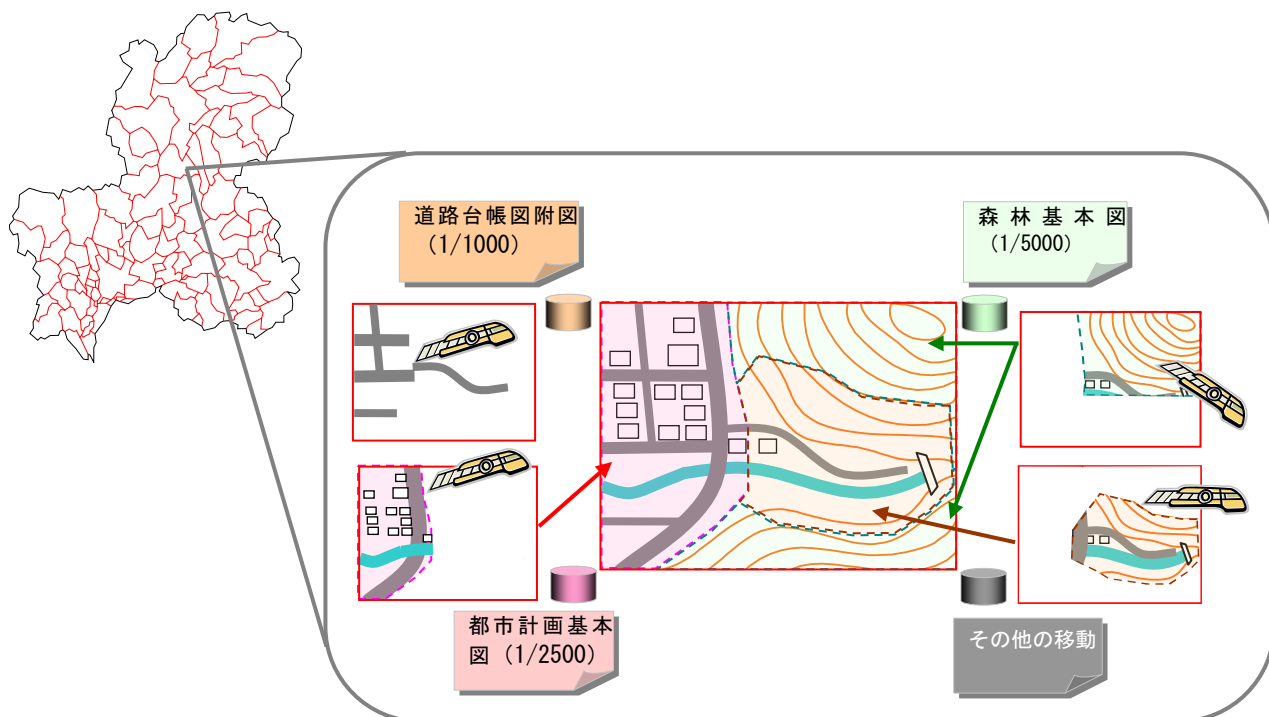 道路台帳図附図
（1/1000）
森林基本図
（1/5000）
都市計画基本
図（1/2500）
その他の移動